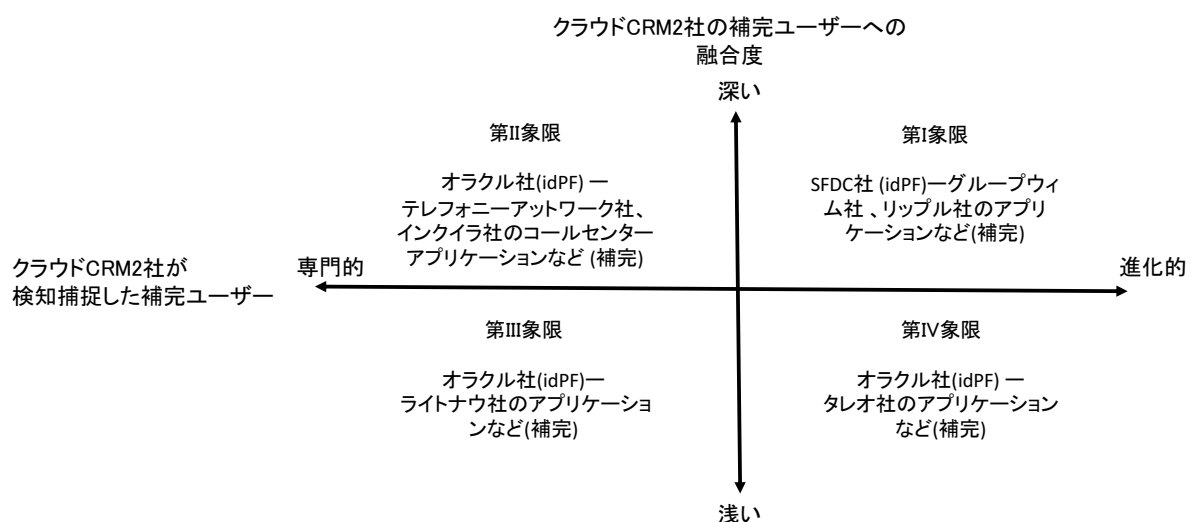 クラウドCRM2社の補完ユーザーへの
融合度
深い
第II象限
オラクル社(idPF) ー
テレフォニーアットワーク社、
インクイラ社のコールセンター
アプリケーションなど (補完)
第I象限
SFDC社 (idPF)ーグループウィ
ム社 、リップル社のアプリ
ケーションなど(補完)
クラウドCRM2社が
検知捕捉した補完ユーザー
専門的
進化的
第III象限
オラクル社(idPF)ー
ライトナウ社のアプリケーショ
ンなど(補完)
第IV象限
オラクル社(idPF) ー
タレオ社のアプリケーション
など(補完)
浅い